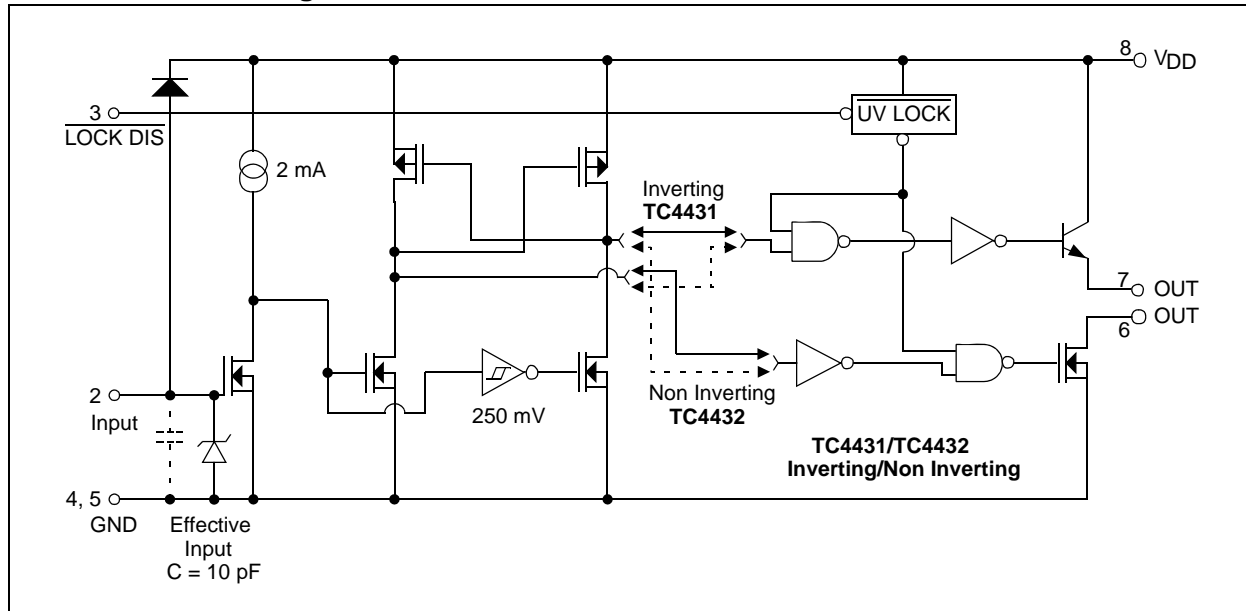 8 VDD
3
LOCK DIS
UV LOCK
2 mA
Inverting
TC4431
7 OUT
6 OUT
2
Input
250 mV
Non Inverting
TC4432
TC4431/TC4432
Inverting/Non Inverting
4, 5
GND
Effective
Input
C = 10 pF